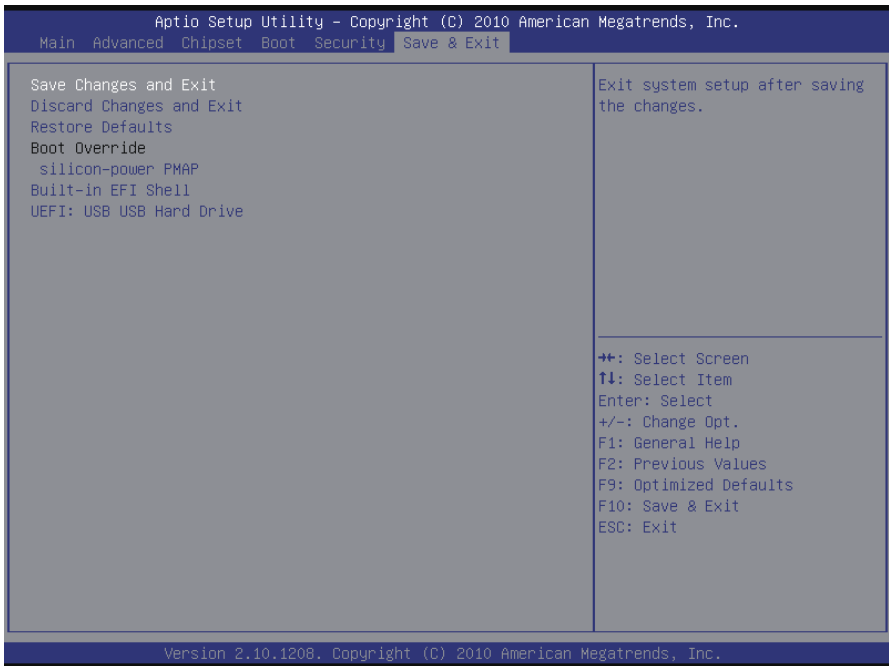 Aptio Setup Utility – Copyright (C) 2010 American Megatrends, Inc.
Main Advanced Chipset Boot Security Save & Exit
Save Changes and Exit
Discard Changes and Exit
Restore Defaults
Boot Override
silicon-power PMAP
Built-in EFI Shell
UEFI: USB USB Hard Drive
Exit system setup after saving
the changes.
→←: Select Screen
↑↓: Select Item
Enter: Select
+/-: Change Opt.
F1: General Help
F2: Previous Values
F9: Optimized Defaults
F10: Save & Exit
ESC: Exit
Version 2.10.1208. Copyright (C) 2010 American Megatrends, Inc.